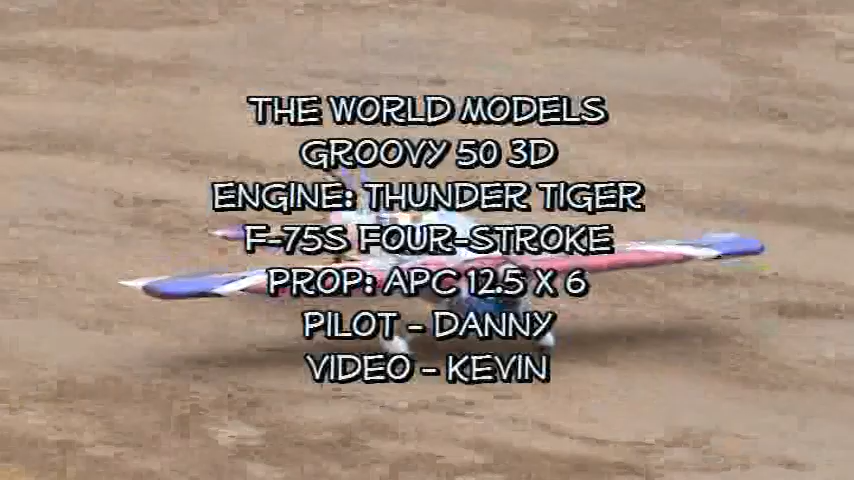 THE WORLD MODELS
GROOVY 50 3D
ENGINE: THUNDER TIGER
F-75S FOUR-STROKE
PROP: APC 12.5 X 6
PILOT - DANNY
VIDEO - KEVIN